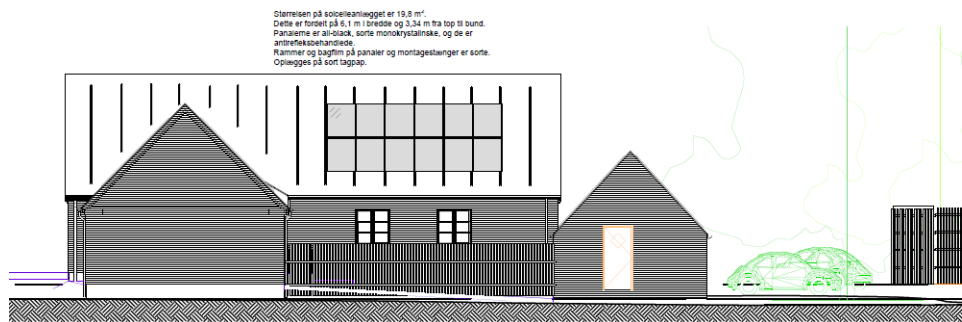 Størrelsen på solcelleanlægget er 19,8 m².
Dette er fordelt på 6,1 m i bredde og 3,34 m fra top til bund.
Panelerne er all-black, sorte monokrystallinske, og de er
antirefleksbehandlede.
Rammer og bagfilm på paneler og montagestænger er sorte.
Oplægges på sort tagpap.